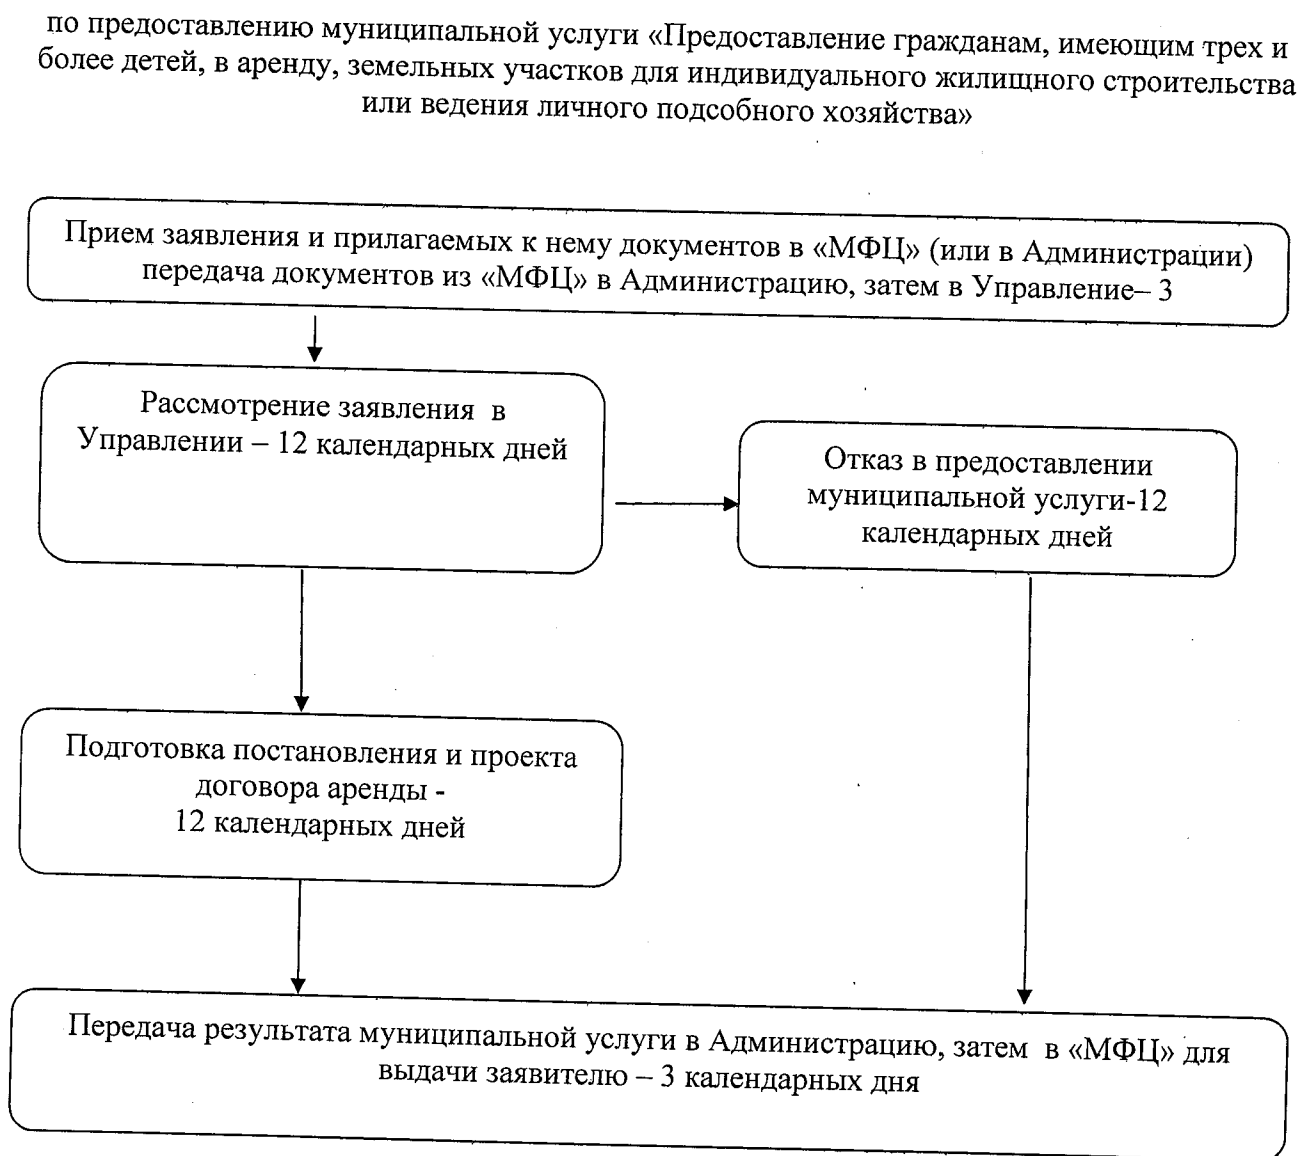 по предоставлению муниципальной услуги «Предоставление гражданам, имеющим трех и
более детей, в аренду, земельных участков для индивидуального жилищного строительства
или ведения личного подсобного хозяйства»
Прием заявления и прилагаемых к нему документов в «МФЦ» (или в Администрации)
передача документов из «МФЦ» в Администрацию, затем в Управление– 3
Рассмотрение заявления в
Управлении – 12 календарных дней
Отказ в предоставлении
муниципальной услуги-12
календарных дней
Подготовка постановления и проекта
договора аренды -
12 календарных дней
Передача результата муниципальной услуги в Администрацию, затем в «МФЦ» для
выдачи заявителю – 3 календарных дня